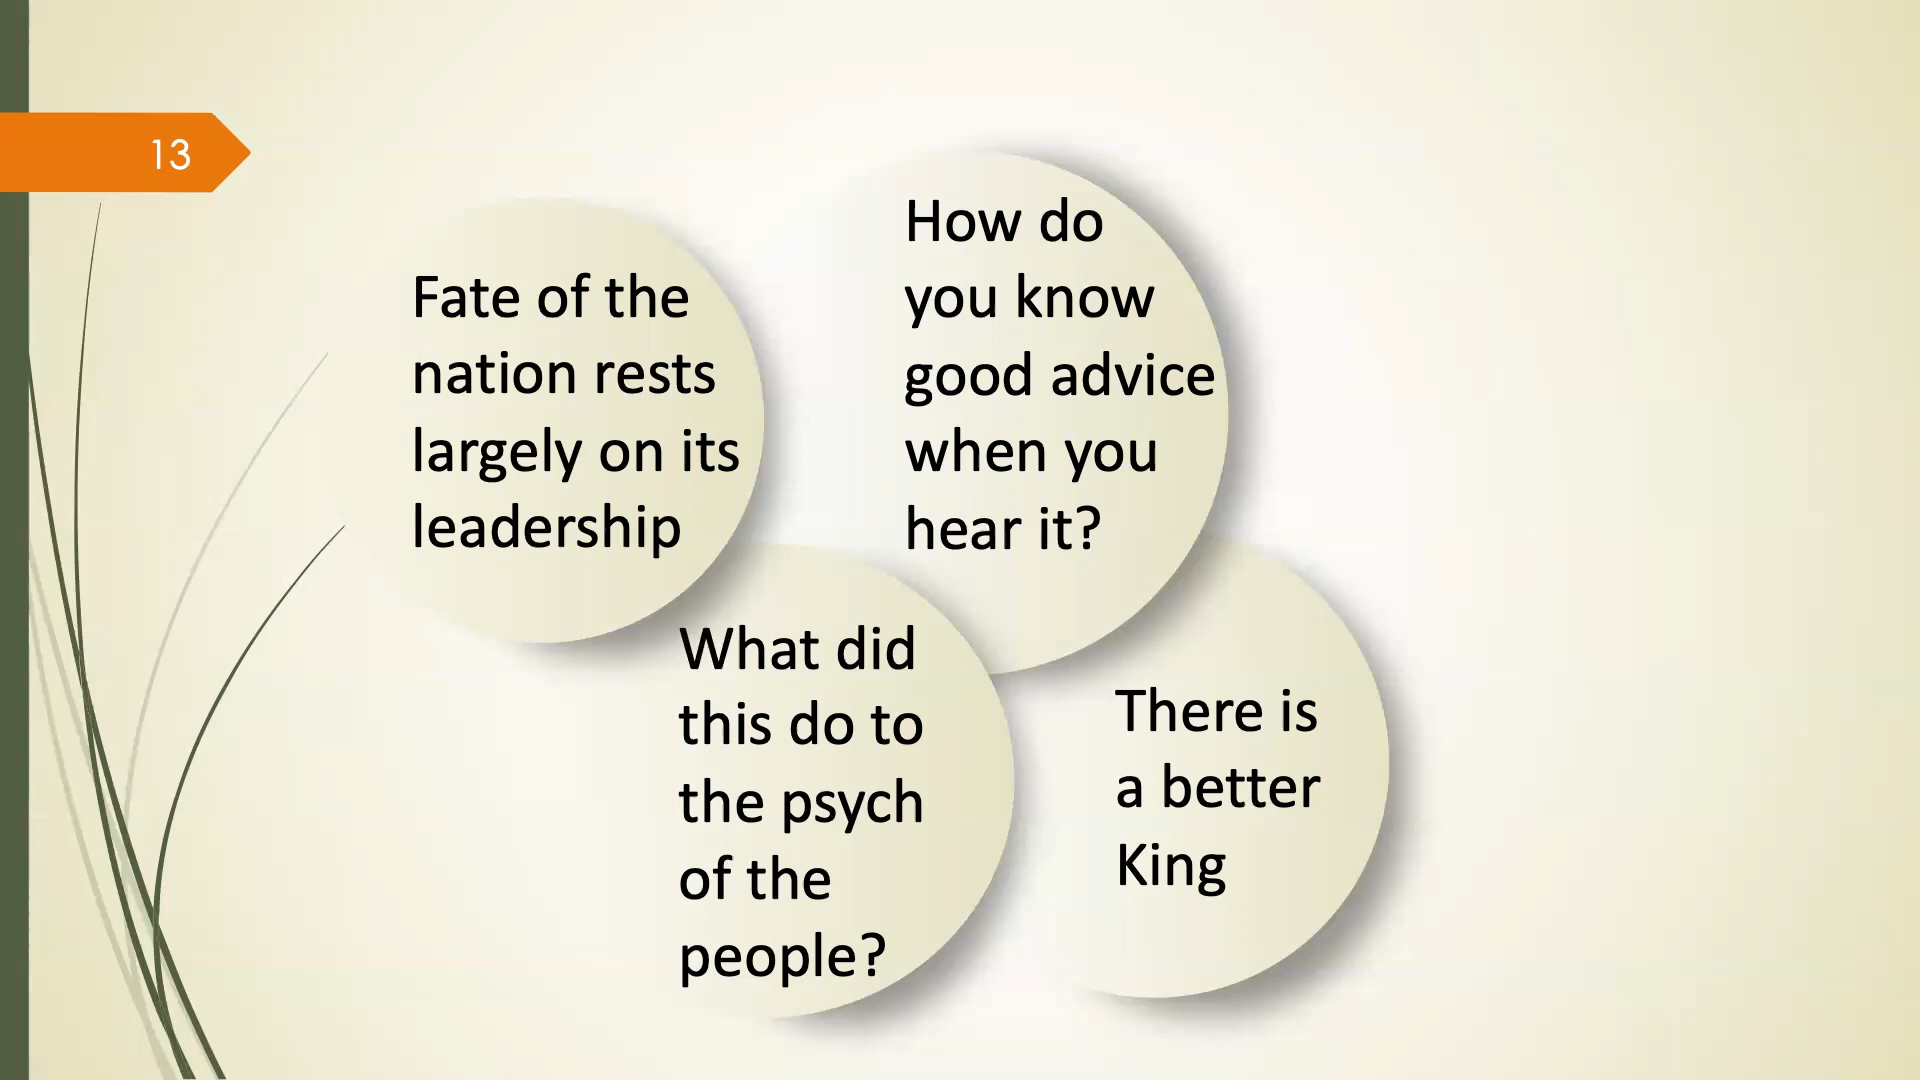 13
Fate of the
nation rests
largely on its
leadership
How do
you know
good advice
when you
hear it?
What did
this do to
the psych
of the
people?
There is
a better
King